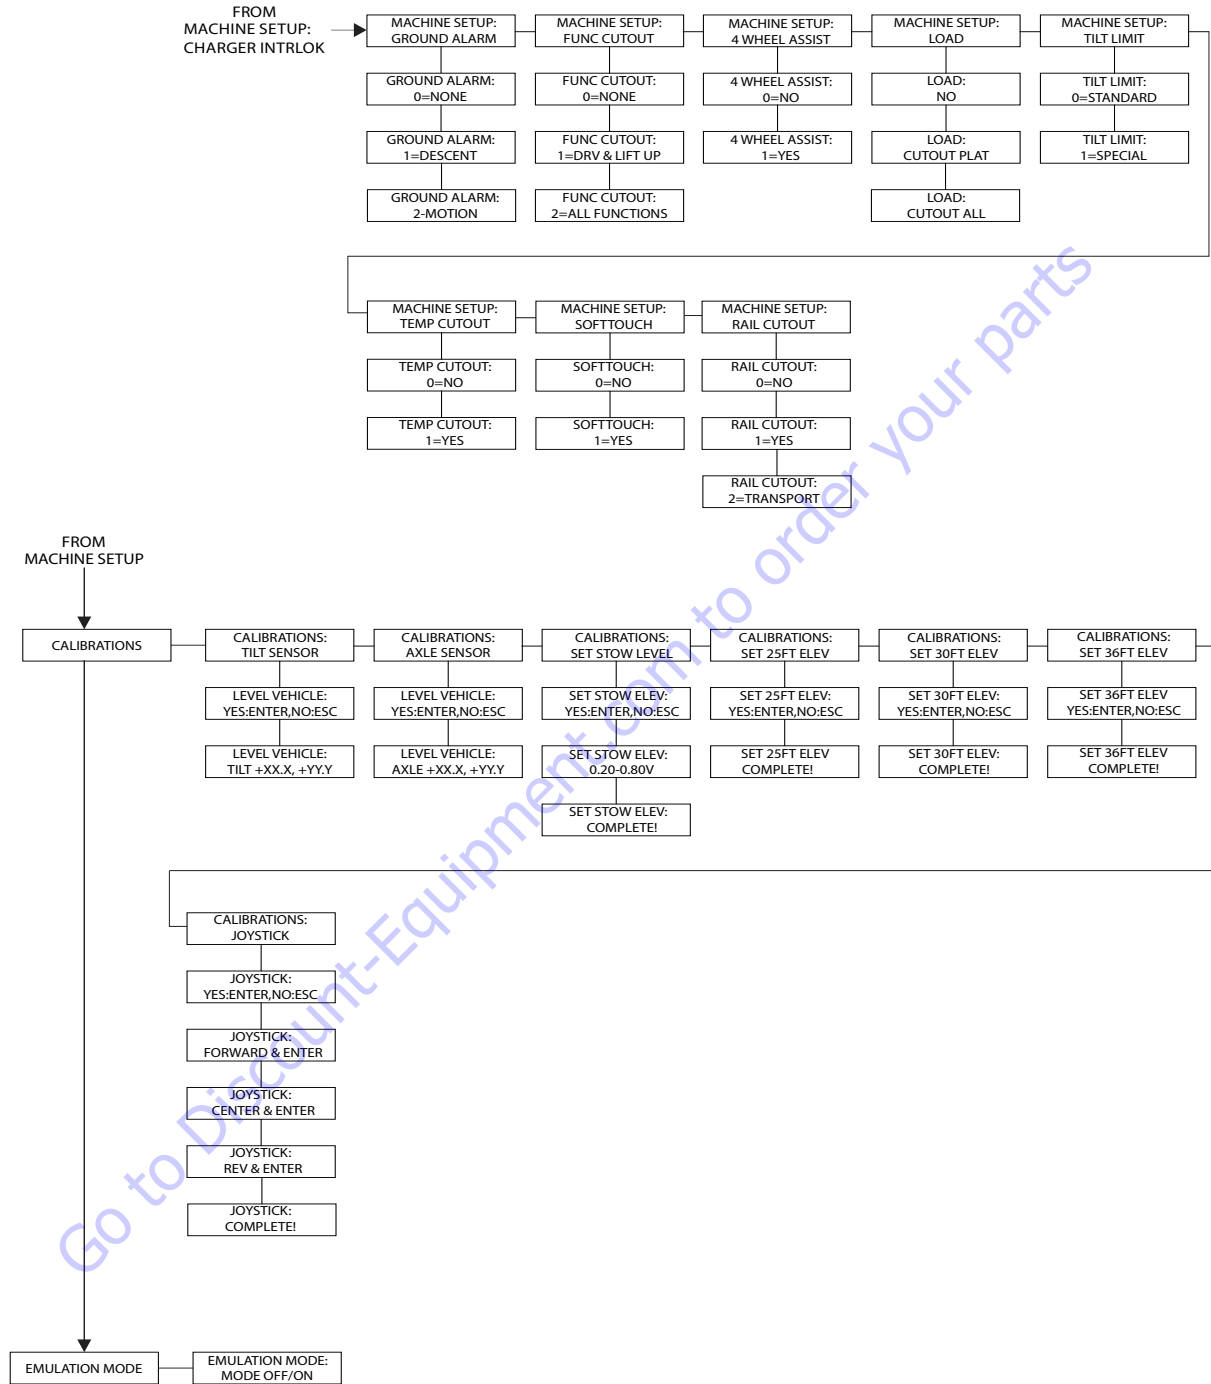 FROM
MACHINE SETUP:
CHARGER INTRLOK
MACHINE SETUP:
GROUND ALARM
MACHINE SETUP:
FUNC CUTOUT
MACHINE SETUP:
4 WHEEL ASSIST
MACHINE SETUP:
LOAD
MACHINE SETUP:
TILT LIMIT
GROUND ALARM:
0=NONE
FUNC CUTOUT:
0=NONE
4 WHEEL ASSIST:
0=NO
LOAD:
NO
TILT LIMIT:
0=STANDARD
GROUND ALARM:
1=DESCENT
FUNC CUTOUT:
1=DRV & LIFT UP
4 WHEEL ASSIST:
1=YES
LOAD:
CUTOUT PLAT
TILT LIMIT:
1=SPECIAL
GROUND ALARM:
2-MOTION
FUNC CUTOUT:
2=ALL FUNCTIONS
LOAD:
CUTOUT ALL
MACHINE SETUP:
TEMP CUTOUT
MACHINE SETUP:
SOFTTOUCH
MACHINE SETUP:
RAIL CUTOUT
TEMP CUTOUT:
0=NO
SOFTTOUCH:
0=NO
RAIL CUTOUT:
0=NO
TEMP CUTOUT:
1=YES
SOFTTOUCH:
1=YES
RAIL CUTOUT:
1=YES
RAIL CUTOUT:
2=TRANSPORT
FROM
MACHINE SETUP
CALIBRATIONS
CALIBRATIONS:
TILT SENSOR
CALIBRATIONS:
AXLE SENSOR
CALIBRATIONS:
SET STOW LEVEL
CALIBRATIONS:
SET 25FT ELEV
CALIBRATIONS:
SET 30FT ELEV
CALIBRATIONS:
SET 36FT ELEV
LEVEL VEHICLE:
YES:ENTER,NO:ESC
LEVEL VEHICLE:
YES:ENTER,NO:ESC
SET STOW ELEV:
YES:ENTER,NO:ESC
SET 25FT ELEV:
YES:ENTER,NO:ESC
SET 30FT ELEV:
YES:ENTER,NO:ESC
SET 36FT ELEV
YES:ENTER,NO:ESC
LEVEL VEHICLE:
TILT +XX.X, +YY.Y
LEVEL VEHICLE:
AXLE +XX.X, +YY.Y
SET STOW ELEV:
0.20-0.80V
SET 25FT ELEV
COMPLETE!
SET 30FT ELEV:
COMPLETE!
SET 36FT ELEV
COMPLETE!
SET STOW ELEV:
COMPLETE!
CALIBRATIONS:
JOYSTICK
JOYSTICK:
YES:ENTER,NO:ESC
JOYSTICK:
FORWARD & ENTER
JOYSTICK:
CENTER & ENTER
JOYSTICK:
REV & ENTER
JOYSTICK:
COMPLETE!
EMULATION MODE
EMULATION MODE:
MODE OFF/ON
Go to Discount-Equipment.com to order your parts